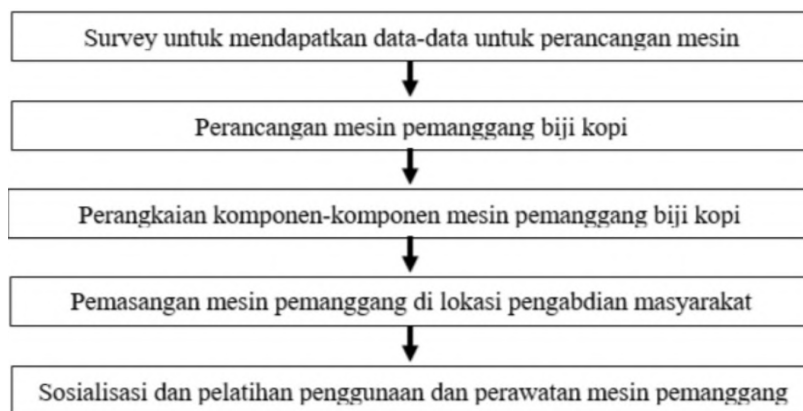 Survey untuk mendapatkan data-data untuk perancangan mesin
Perancangan mesin pemanggang biji kopi
Perangkaian komponen-komponen mesin pemanggang biji kopi
Pemasangan mesin pemanggang di lokasi pengabdian masyarakat
Sosialisasi dan pelatihan penggunaan dan perawatan mesin pemanggang